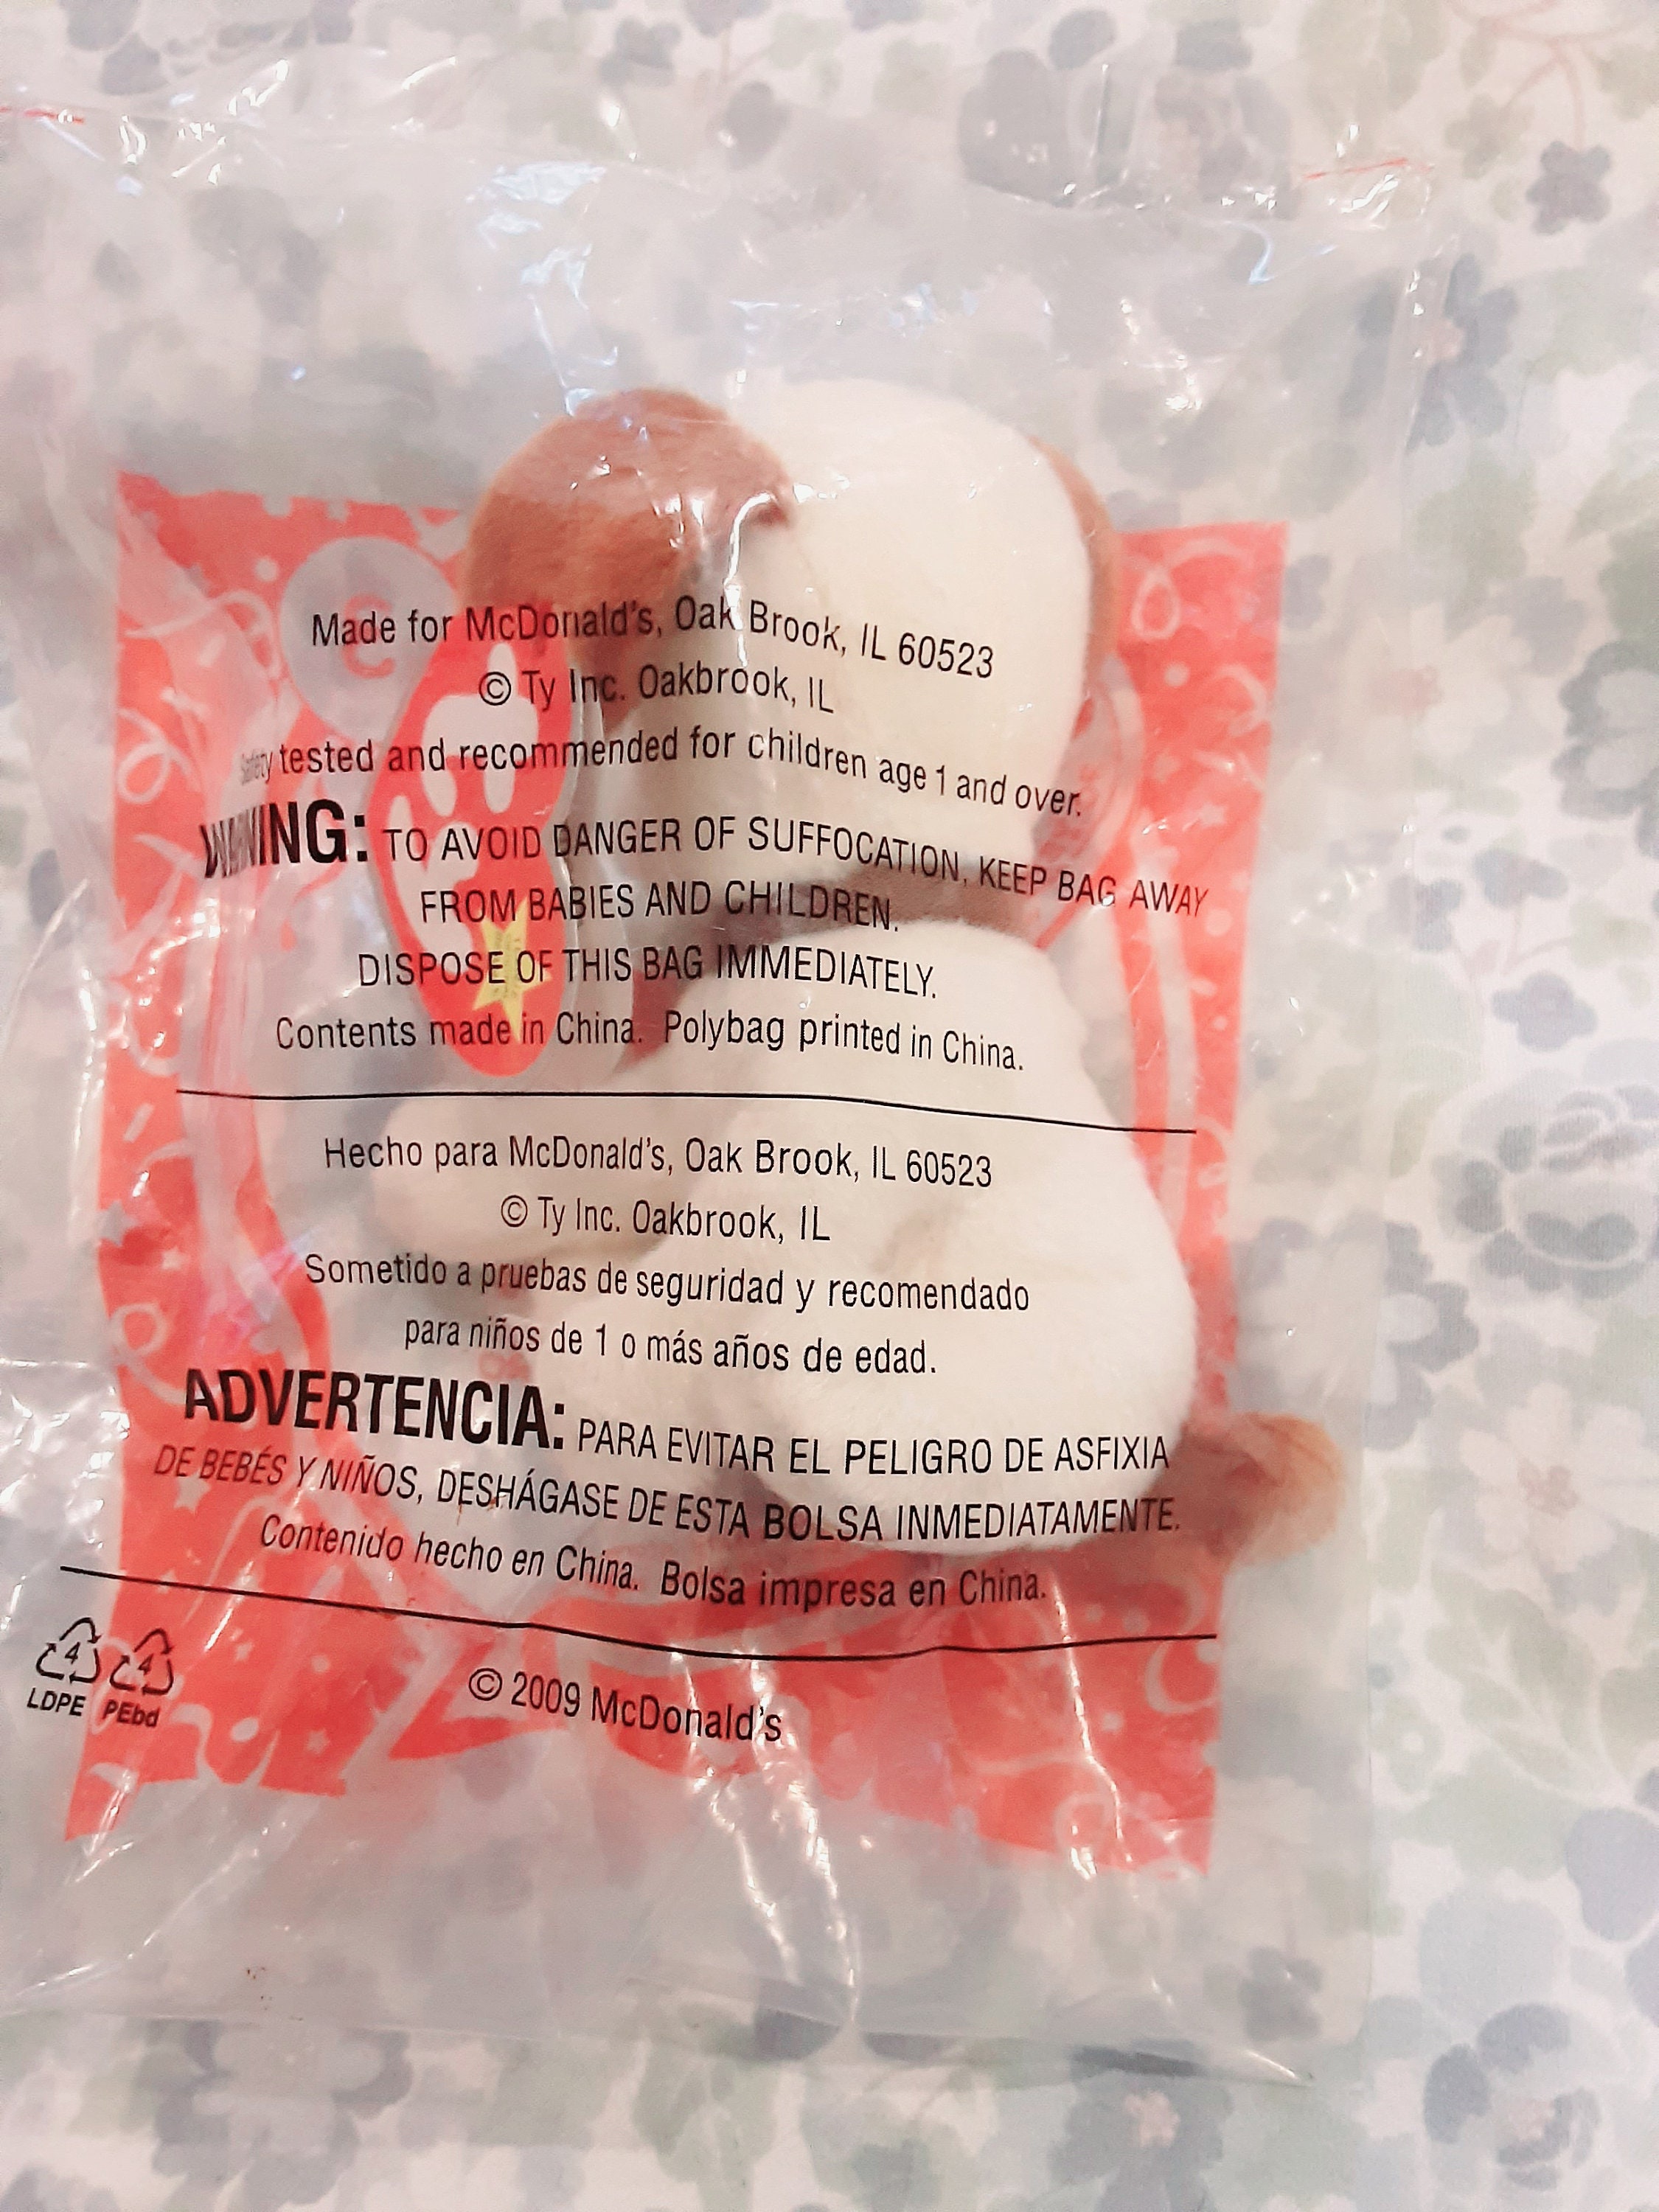 Made for McDonald's, Oak Brook, IL 60523
© Ty Inc. Oakbrook, IL
Safety tested and recommended for children age 1 and over.
WARNING: TO AVOID DANGER OF SUFFOCATION, KEEP BAG AWAY
FROM BABIES AND CHILDREN.
DISPOSE OF THIS BAG IMMEDIATELY.
Contents made in China. Polybag printed in China.
Hecho para McDonald's, Oak Brook, IL 60523
© Ty Inc. Oakbrook, IL
Sometido a pruebas de seguridad y recomendado
para niños de 1 o más años de edad.
ADVERTENCIA: PARA EVITAR EL PELIGRO DE ASFIXIA
DE BEBÉS Y NIÑOS, DESHÁGASE DE ESTA BOLSA INMEDIATAMENTE.
Contenido hecho en China. Bolsa impresa en China.
4 4
LDPE PEbd
© 2009 McDonald's